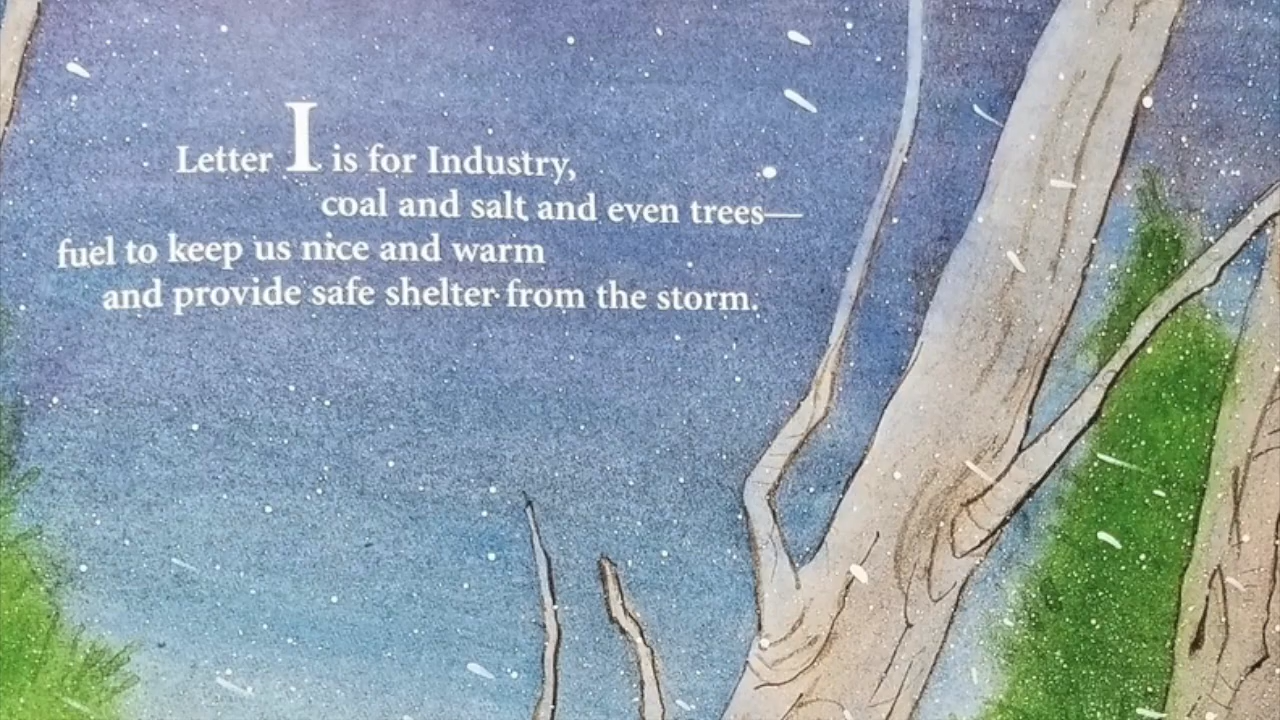 Letter I is for Industry,
coal and salt and even trees—
fuel to keep us nice and warm
and provide safe shelter from the storm.